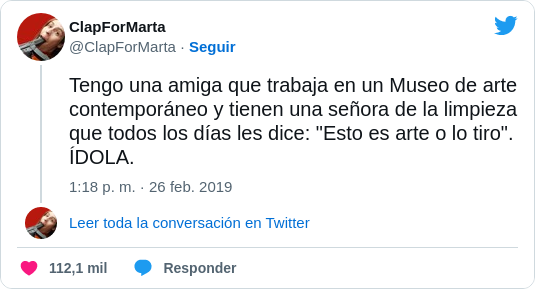 ClapForMarta
@ClapForMarta · Seguir
Tengo una amiga que trabaja en un Museo de arte
contemporáneo y tienen una señora de la limpieza
que todos los días les dice: "Esto es arte o lo tiro".
ÍDOLA.
1:18 p. m. · 26 feb. 2019
Leer toda la conversación en Twitter
112,1 mil Responder